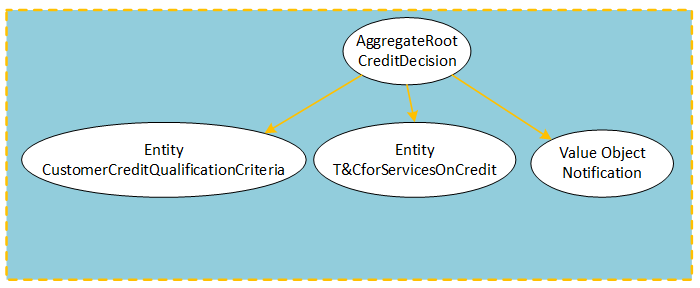 AggregateRoot
CreditDecision
Entity
CustomerCreditQualificationCriteria
Entity
T&CforServicesOnCredit
Value Object
Notification